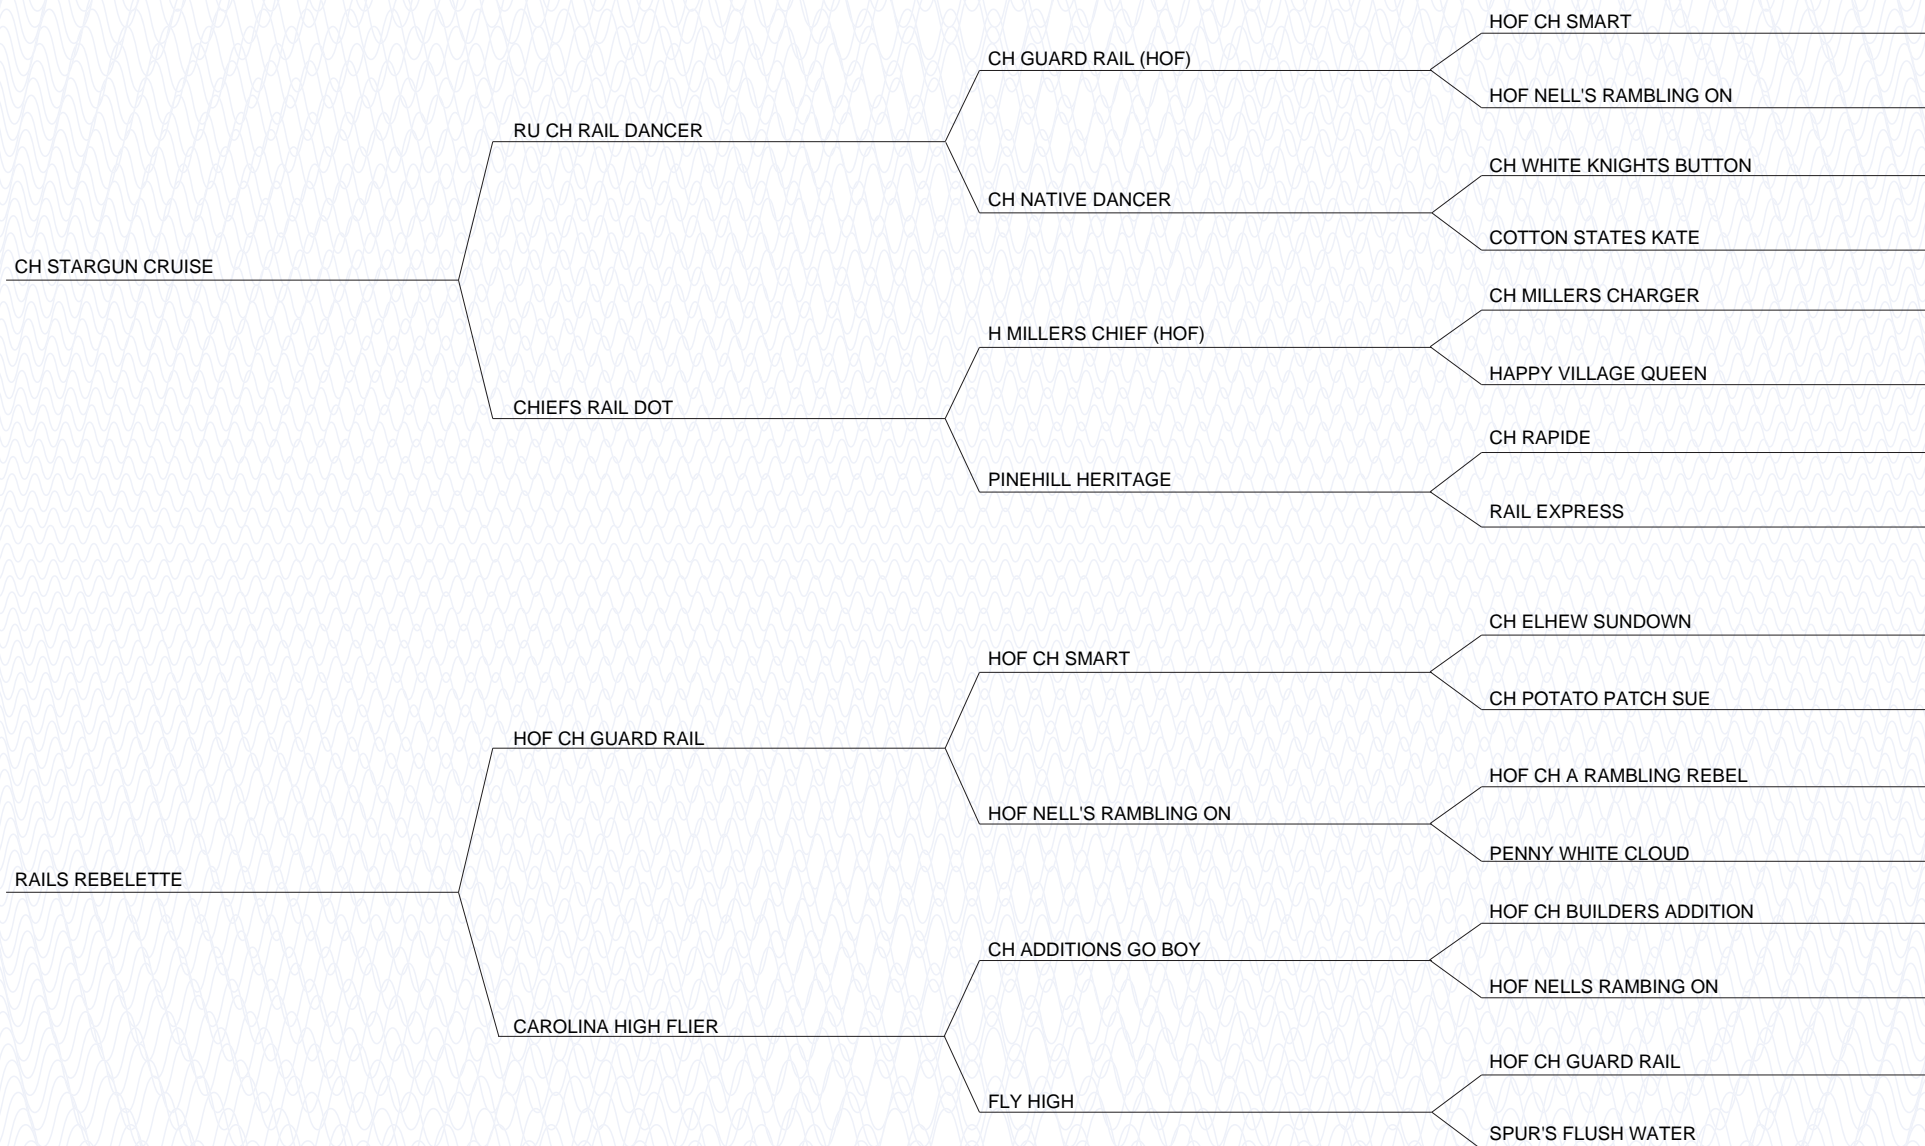 CH STARGUN CRUISE
RU CH RAIL DANCER
CH GUARD RAIL (HOF)
HOF CH SMART
HOF NELL'S RAMBLING ON
CH NATIVE DANCER
CH WHITE KNIGHTS BUTTON
COTTON STATES KATE
CHIEFS RAIL DOT
H MILLERS CHIEF (HOF)
CH MILLERS CHARGER
HAPPY VILLAGE QUEEN
PINEHILL HERITAGE
CH RAPIDE
RAIL EXPRESS
RAILS REBELETTE
HOF CH GUARD RAIL
HOF CH SMART
CH ELHEW SUNDOWN
CH POTATO PATCH SUE
HOF NELL'S RAMBLING ON
HOF CH A RAMBLING REBEL
PENNY WHITE CLOUD
CAROLINA HIGH FLIER
CH ADDITIONS GO BOY
HOF CH BUILDERS ADDITION
HOF NELLS RAMBING ON
FLY HIGH
HOF CH GUARD RAIL
SPUR'S FLUSH WATER